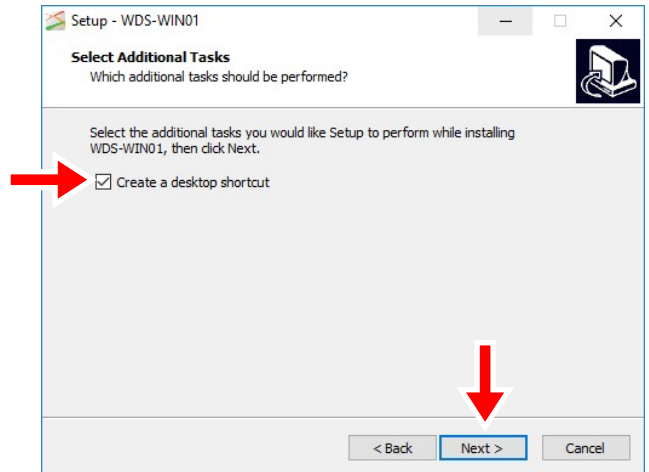 Setup - WDS-WIN01
Select Additional Tasks
Which additional tasks should be performed?
Select the additional tasks you would like Setup to perform while installing
WDS-WIN01, then click Next.
Create a desktop shortcut
< Back Next > Cancel